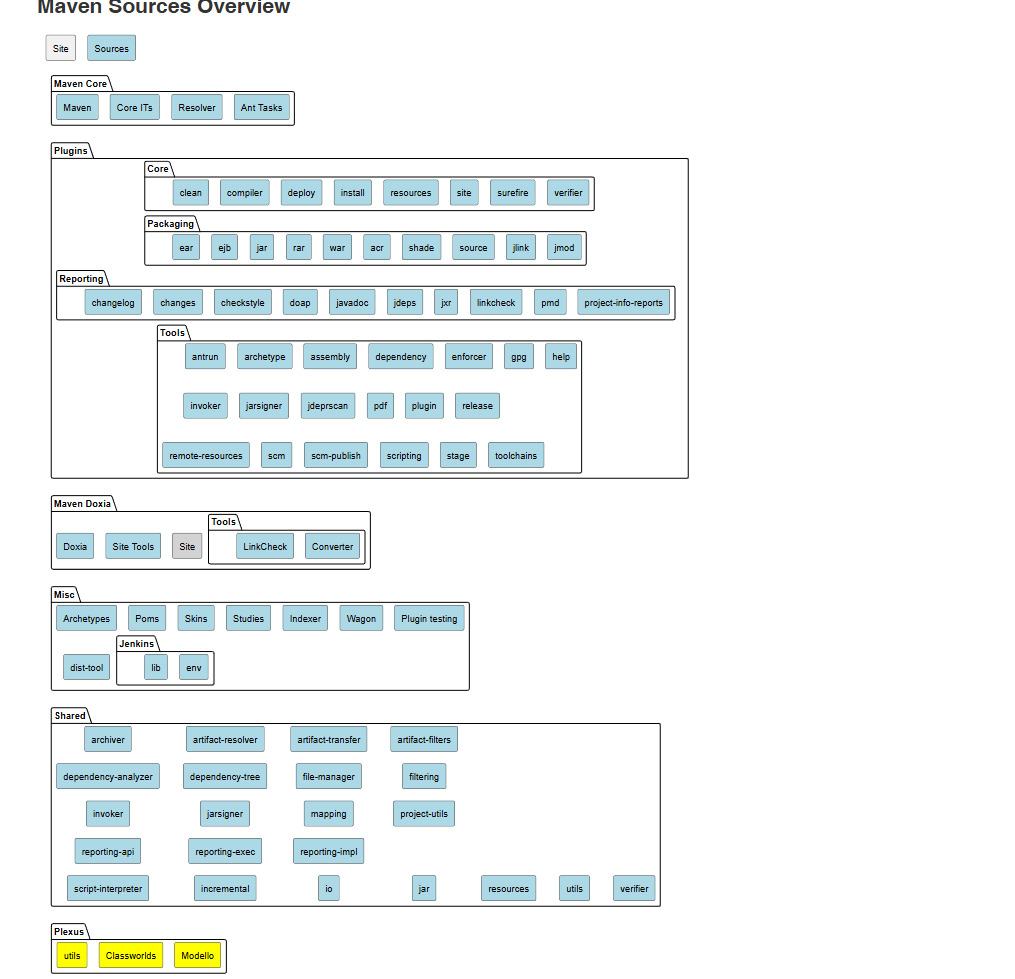 Maven Sources Overview
Site Sources
Maven Core
Maven Core ITs Resolver Ant Tasks
Plugins
Core
clean compiler deploy install resources site surefire verifier
Packaging
ear ejb jar rar war acr shade source jlink jmod
Reporting
changelog changes checkstyle doap javadoc jdeps jxr linkcheck pmd project-info-reports
Tools
antrun archetype assembly dependency enforcer gpg help
invoker jarsigner jdeprscan pdf plugin release
remote-resources scm scm-publish scripting stage toolchains
Maven Doxia
Tools
Doxia Site Tools Site LinkCheck Converter
Misc
Archetypes Poms Skins Studies Indexer Wagon Plugin testing
Jenkins
dist-tool lib env
Shared
archiver artifact-resolver artifact-transfer artifact-filters
dependency-analyzer dependency-tree file-manager filtering
invoker jarsigner mapping project-utils
reporting-api reporting-exec reporting-impl
script-interpreter incremental io jar resources utils verifier
Plexus
utils Classworlds Modello